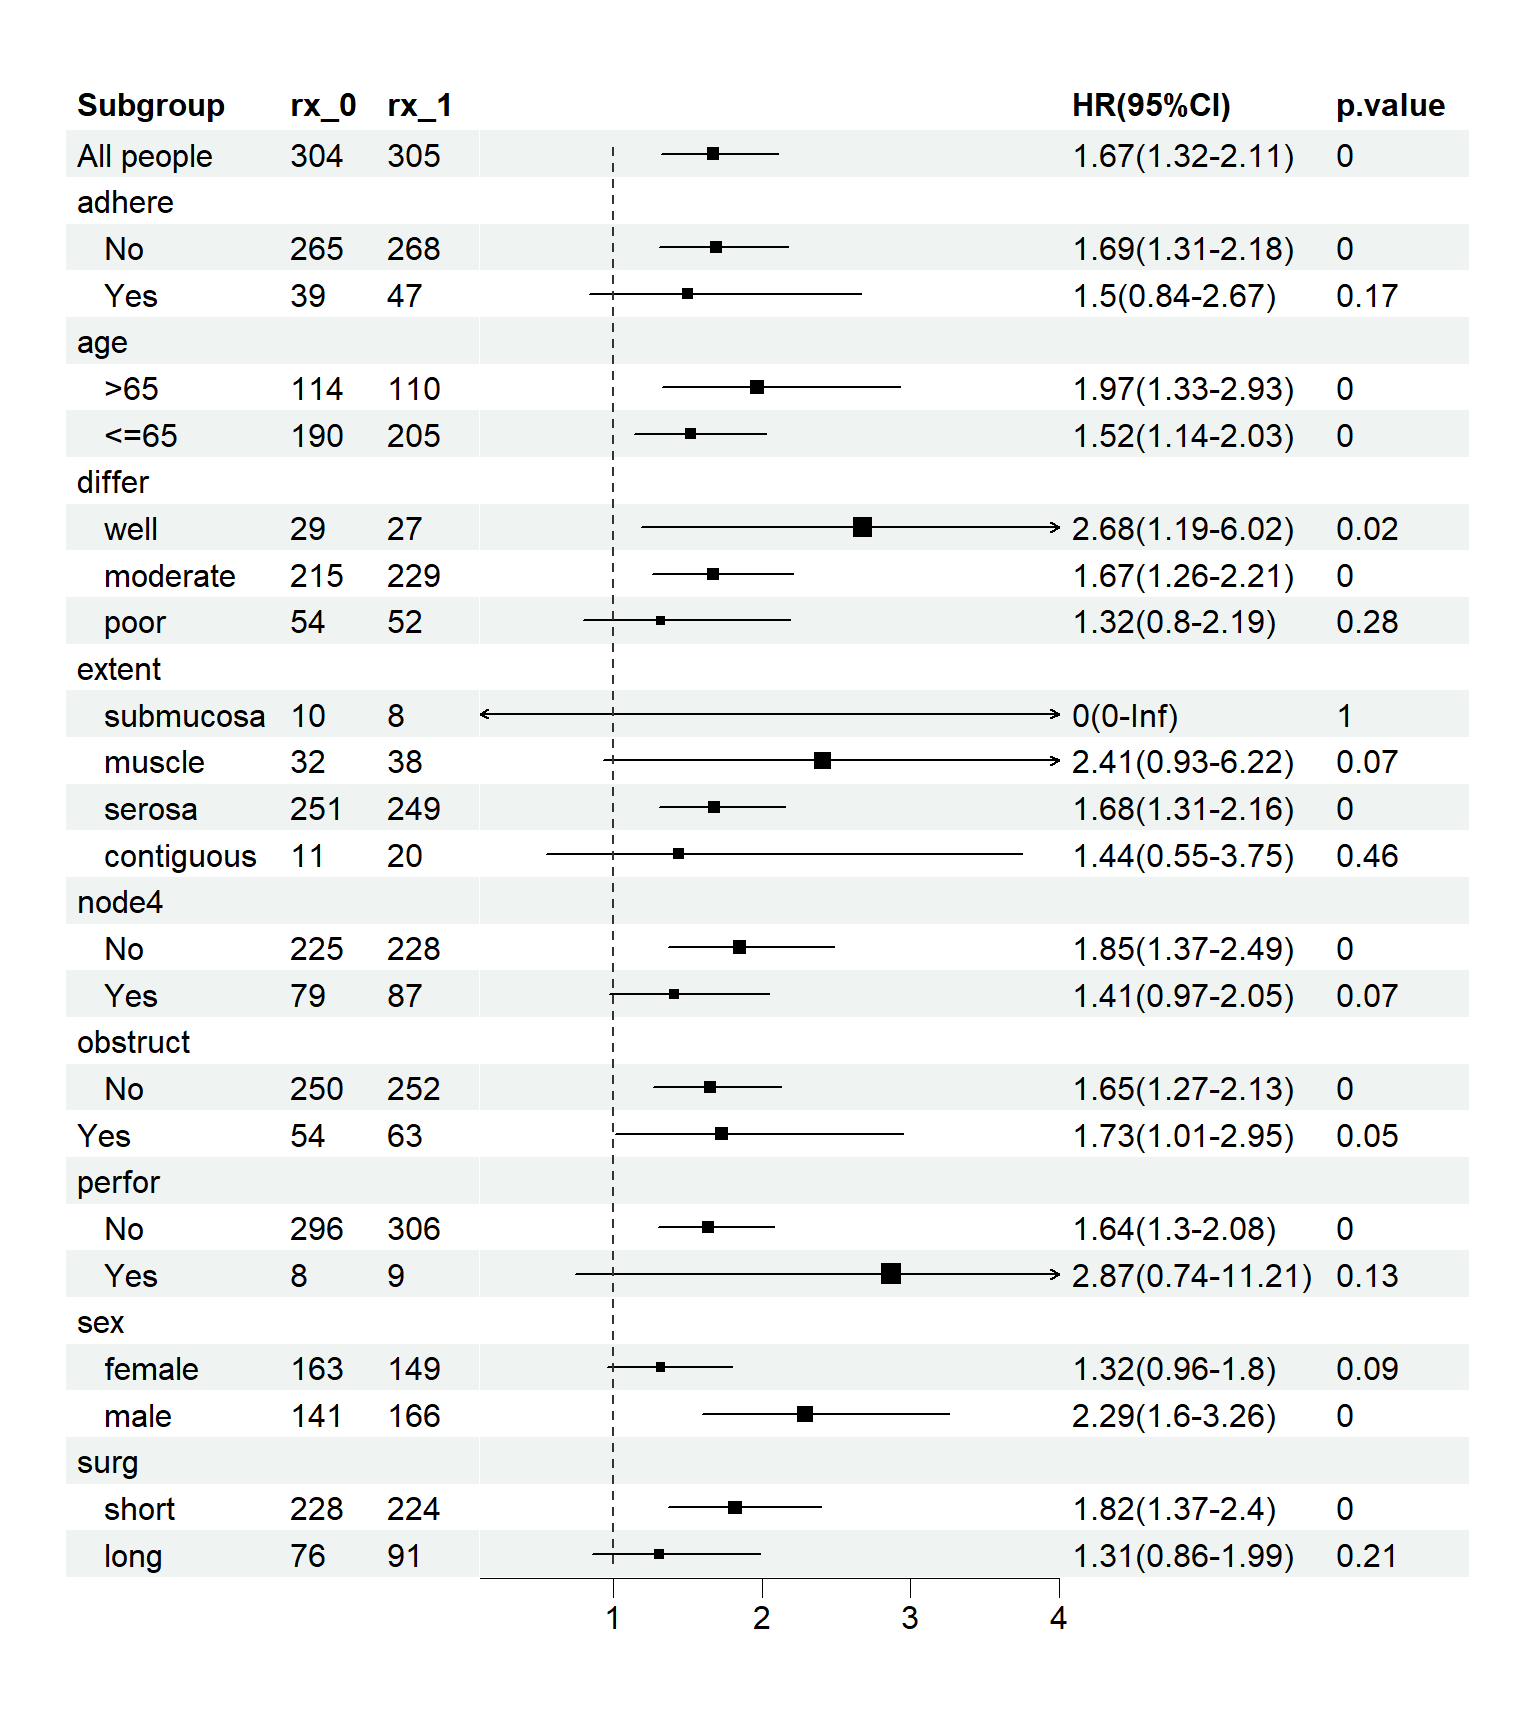 Subgroup rx_0 rx_1 HR(95%CI) p.value
All people 304 305 1.67(1.32-2.11) 0
adhere
No 265 268 1.69(1.31-2.18) 0
Yes 39 47 1.5(0.84-2.67) 0.17
age
>65 114 110 1.97(1.33-2.93) 0
<=65 190 205 1.52(1.14-2.03) 0
differ
well 29 27 2.68(1.19-6.02) 0.02
moderate 215 229 1.67(1.26-2.21) 0
poor 54 52 1.32(0.8-2.19) 0.28
extent
submucosa 10 8 0(0-Inf) 1
muscle 32 38 2.41(0.93-6.22) 0.07
serosa 251 249 1.68(1.31-2.16) 0
contiguous 11 20 1.44(0.55-3.75) 0.46
node4
No 225 228 1.85(1.37-2.49) 0
Yes 79 87 1.41(0.97-2.05) 0.07
obstruct
No 250 252 1.65(1.27-2.13) 0
Yes 54 63 1.73(1.01-2.95) 0.05
perfor
No 296 306 1.64(1.3-2.08) 0
Yes 8 9 2.87(0.74-11.21) 0.13
sex
female 163 149 1.32(0.96-1.8) 0.09
male 141 166 2.29(1.6-3.26) 0
surg
short 228 224 1.82(1.37-2.4) 0
long 76 91 1.31(0.86-1.99) 0.21
1 2 3 4